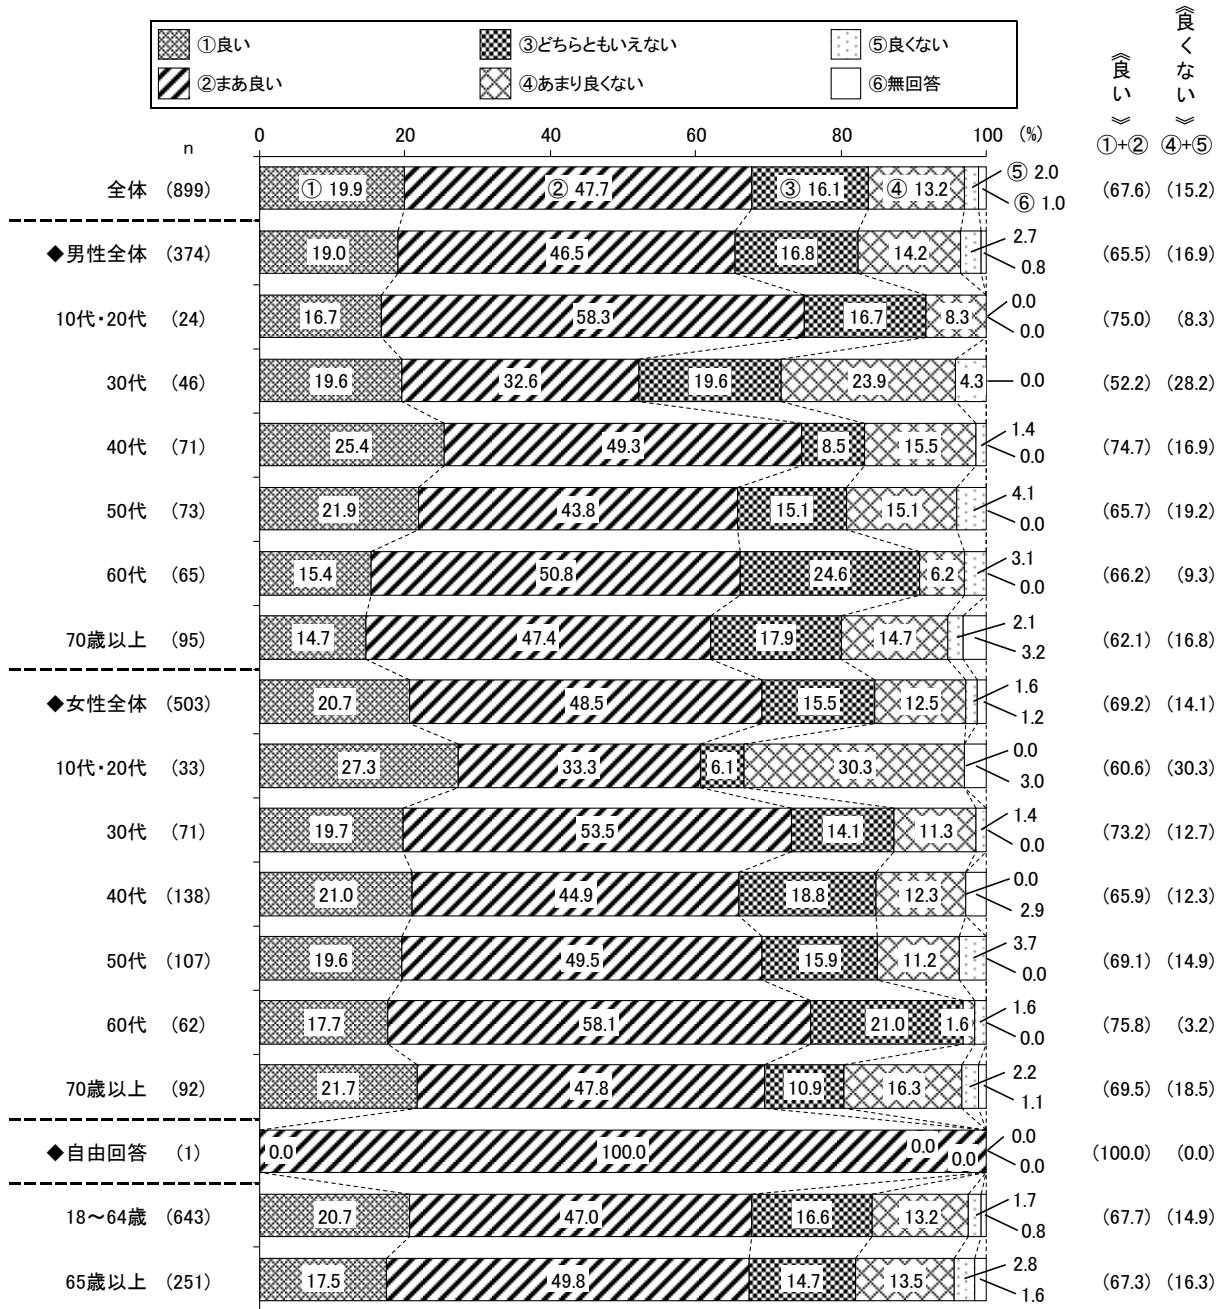 ①良い ③どちらともいえない ⑤良くない
②まあ良い ④あまり良くない ⑥無回答
《良い》 《良くない》
①+② ④+⑤
0 20 40 60 80 100 (%)
n
全体 (899) ① 19.9 ② 47.7 ③ 16.1 ④ 13.2 ⑤ 2.0 ⑥ 1.0 (67.6) (15.2)
◆男性全体 (374) 19.0 46.5 16.8 14.2 2.7 0.8 (65.5) (16.9)
10代・20代 (24) 16.7 58.3 16.7 8.3 0.0 0.0 (75.0) (8.3)
30代 (46) 19.6 32.6 19.6 23.9 4.3 0.0 (52.2) (28.2)
40代 (71) 25.4 49.3 8.5 15.5 1.4 0.0 (74.7) (16.9)
50代 (73) 21.9 43.8 15.1 15.1 4.1 0.0 (65.7) (19.2)
60代 (65) 15.4 50.8 24.6 6.2 3.1 0.0 (66.2) (9.3)
70歳以上 (95) 14.7 47.4 17.9 14.7 2.1 3.2 (62.1) (16.8)
◆女性全体 (503) 20.7 48.5 15.5 12.5 1.6 1.2 (69.2) (14.1)
10代・20代 (33) 27.3 33.3 6.1 30.3 0.0 3.0 (60.6) (30.3)
30代 (71) 19.7 53.5 14.1 11.3 1.4 0.0 (73.2) (12.7)
40代 (138) 21.0 44.9 18.8 12.3 0.0 2.9 (65.9) (12.3)
50代 (107) 19.6 49.5 15.9 11.2 3.7 0.0 (69.1) (14.9)
60代 (62) 17.7 58.1 21.0 1.6 1.6 0.0 (75.8) (3.2)
70歳以上 (92) 21.7 47.8 10.9 16.3 2.2 1.1 (69.5) (18.5)
◆自由回答 (1) 0.0 100.0 0.0 0.0 0.0 0.0 (100.0) (0.0)
18～64歳 (643) 20.7 47.0 16.6 13.2 1.7 0.8 (67.7) (14.9)
65歳以上 (251) 17.5 49.8 14.7 13.5 2.8 1.6 (67.3) (16.3)